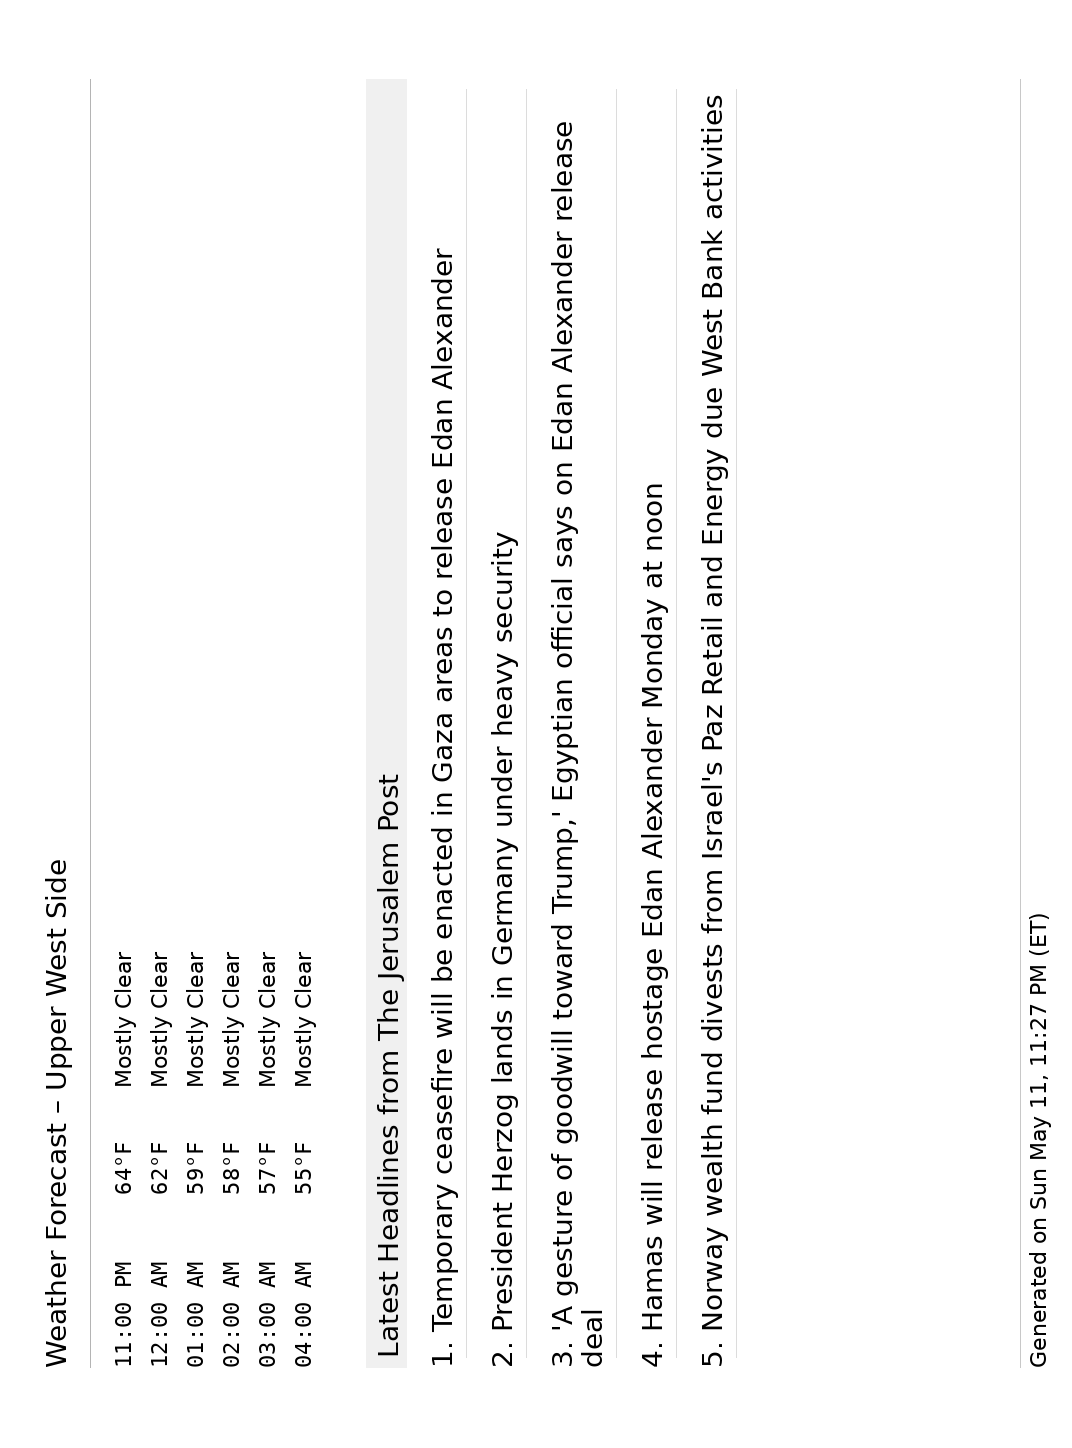 Weather Forecast – Upper West Side
11:00 PM 64°F Mostly Clear
12:00 AM 62°F Mostly Clear
01:00 AM 59°F Mostly Clear
02:00 AM 58°F Mostly Clear
03:00 AM 57°F Mostly Clear
04:00 AM 55°F Mostly Clear
Latest Headlines from The Jerusalem Post
1. Temporary ceasefire will be enacted in Gaza areas to release Edan Alexander
2. President Herzog lands in Germany under heavy security
3. 'A gesture of goodwill toward Trump,' Egyptian official says on Edan Alexander release
deal
4. Hamas will release hostage Edan Alexander Monday at noon
5. Norway wealth fund divests from Israel's Paz Retail and Energy due West Bank activities
Generated on Sun May 11, 11:27 PM (ET)